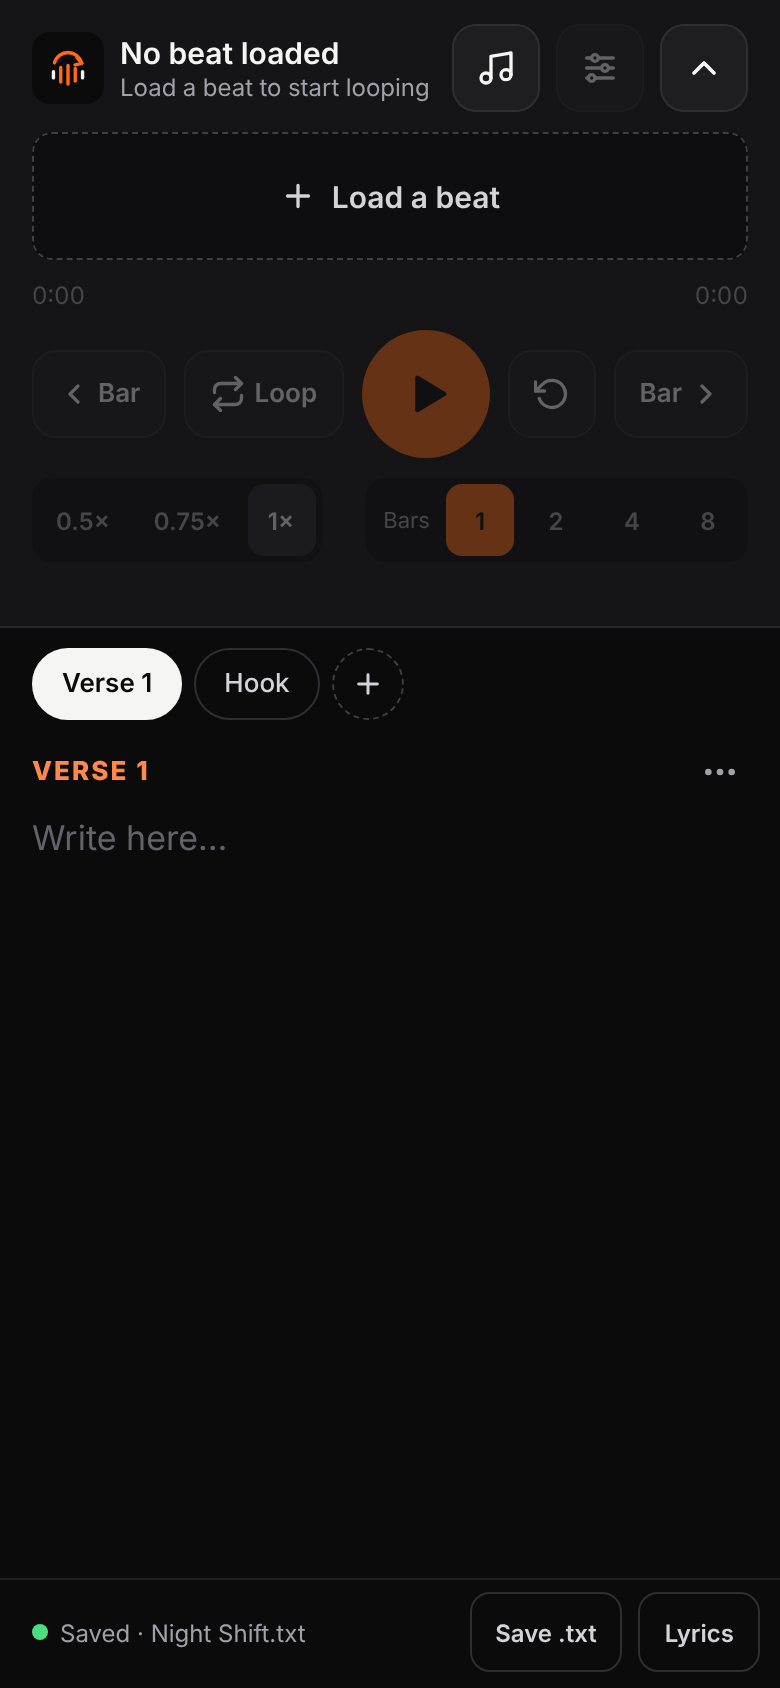 No beat loaded
Load a beat to start looping
Load a beat
0:00 0:00
Bar Loop Bar
0.5× 0.75× 1× Bars 1 2 4 8
Verse 1 Hook
VERSE 1
Write here...
Saved · Night Shift.txt Save .txt Lyrics